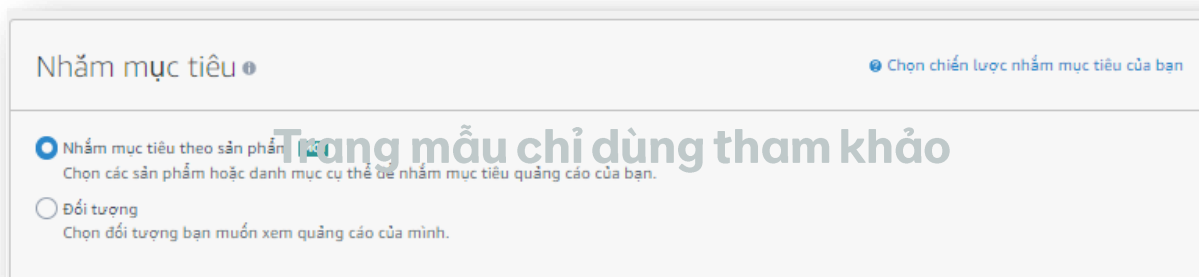 Nhắm mục tiêu
Chọn chiến lược nhắm mục tiêu của bạn
Nhắm mục tiêu theo sản phẩm
Trang mẫu chỉ dùng tham khảo
Chọn các sản phẩm hoặc danh mục cụ thể để nhắm mục tiêu quảng cáo của bạn.
Đối tượng
Chọn đối tượng bạn muốn xem quảng cáo của mình.